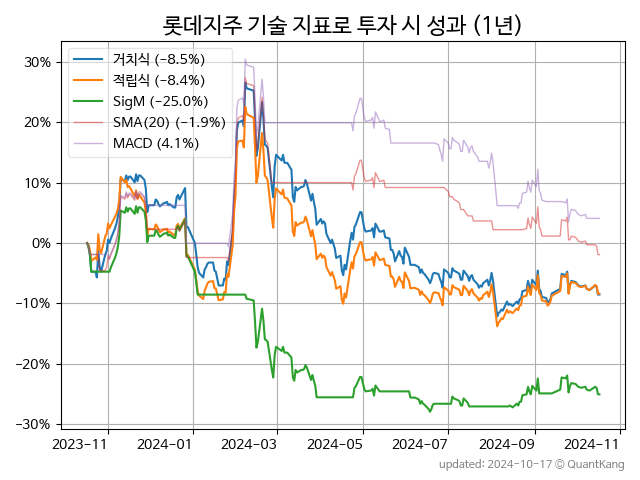 롯데지주 기술 지표로 투자 시 성과 (1년)
거치식 (−8.5%)
적립식 (−8.4%)
SigM (−25.0%)
SMA(20) (−1.9%)
MACD (4.1%)
30%
20%
10%
0%
−10%
−20%
−30%
2023-11 2024-01 2024-03 2024-05 2024-07 2024-09 2024-11
updated: 2024-10-17 © QuantKang